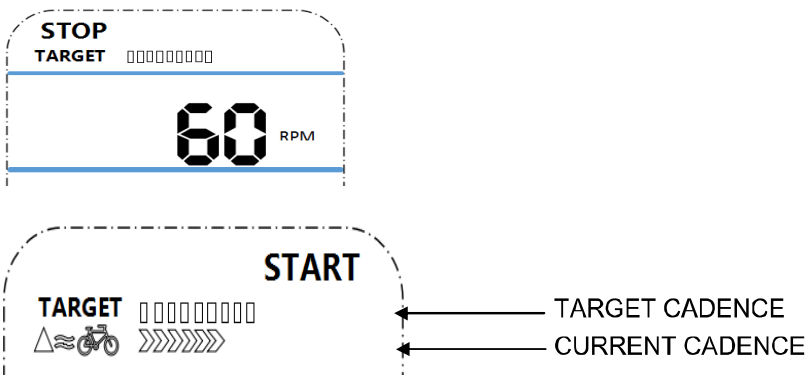 STOP
TARGET
60 RPM
START
TARGET
TARGET CADENCE
CURRENT CADENCE